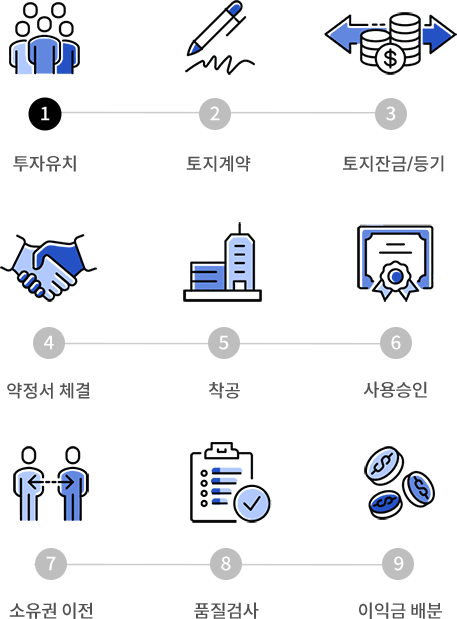 1 2 3
투자유치 토지계약 토지잔금/등기
4 5 6
약정서 체결 착공 사용승인
7 8 9
소유권 이전 품질검사 이익금 배분